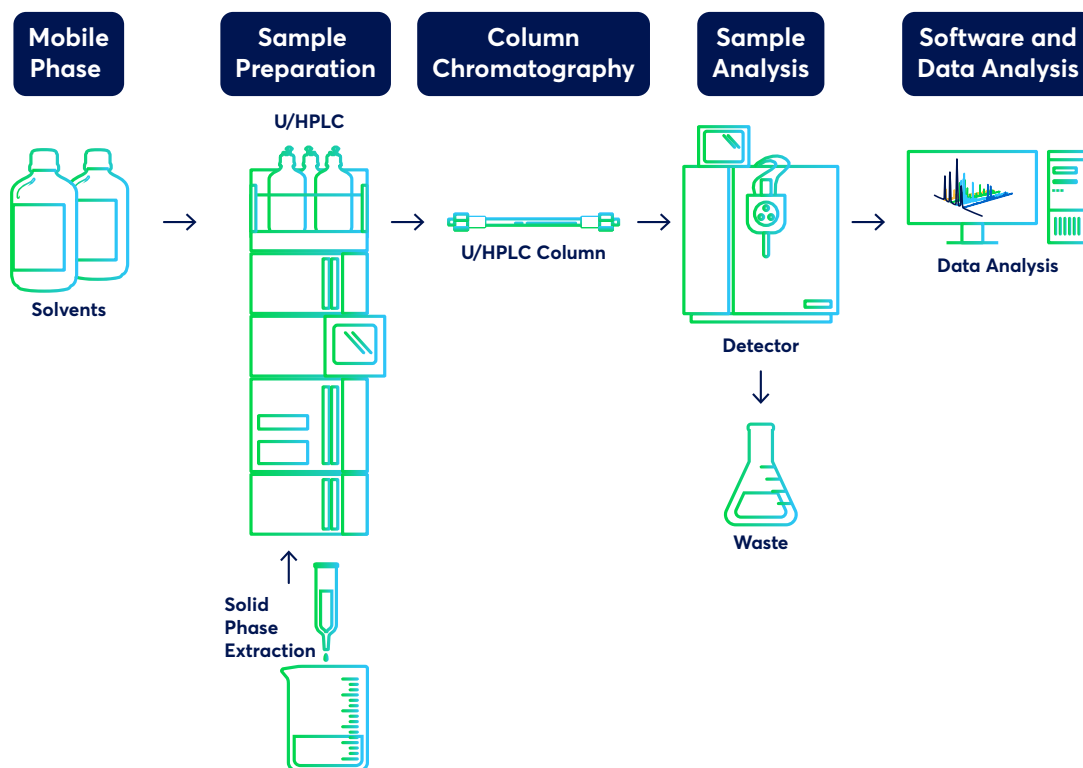 Mobile
Phase
Sample
Preparation
Column
Chromatography
Sample
Analysis
Software and
Data Analysis
U/HPLC
Solvents
U/HPLC Column
Detector
Data Analysis
Waste
Solid
Phase
Extraction